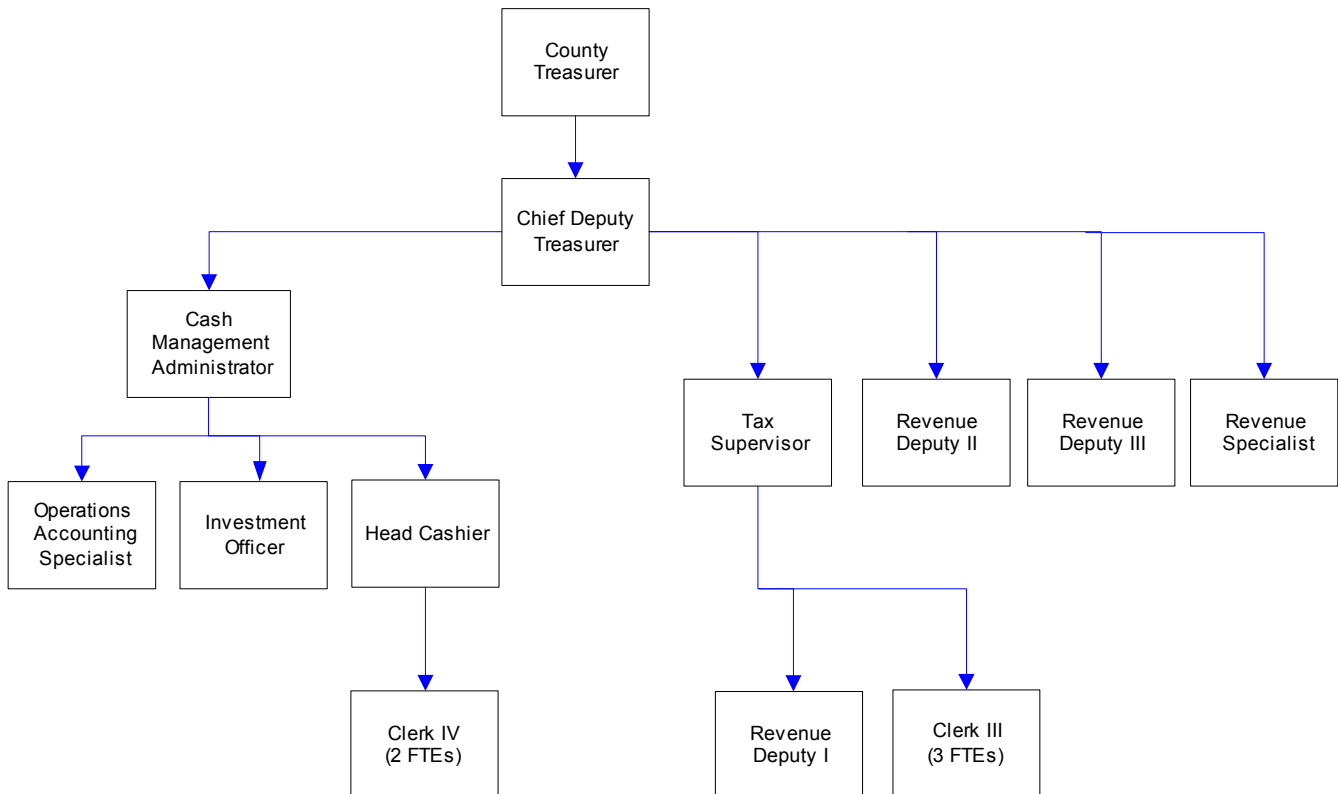 County
Treasurer
Chief Deputy
Treasurer
Cash
Management
Administrator
Tax
Supervisor
Revenue
Deputy II
Revenue
Deputy III
Revenue
Specialist
Operations
Accounting
Specialist
Investment
Officer
Head Cashier
Clerk IV
(2 FTEs)
Revenue
Deputy I
Clerk III
(3 FTEs)